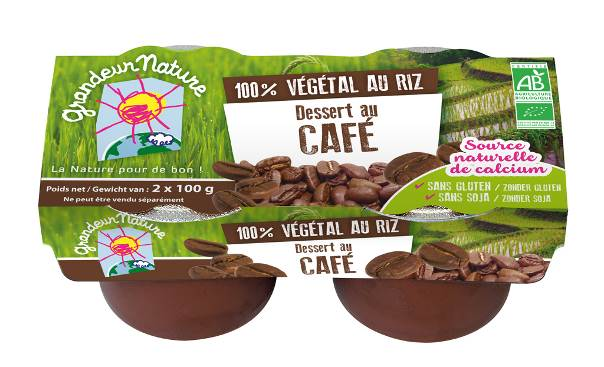 Grandeur Nature
La Nature pour de bon !
Poids net / Gewicht van : 2 x 100 g
Ne peut être vendu séparément
100% VÉGÉTAL AU RIZ
Dessert au
CAFÉ
CERTIFIÉ
AB
AGRICULTURE
BIOLOGIQUE
Source
naturelle
de calcium
SANS GLUTEN / ZONDER GLUTEN
SANS SOJA / ZONDER SOJA
Grandeur Nature
100% VÉGÉTAL AU RIZ
Dessert au
CAFÉ